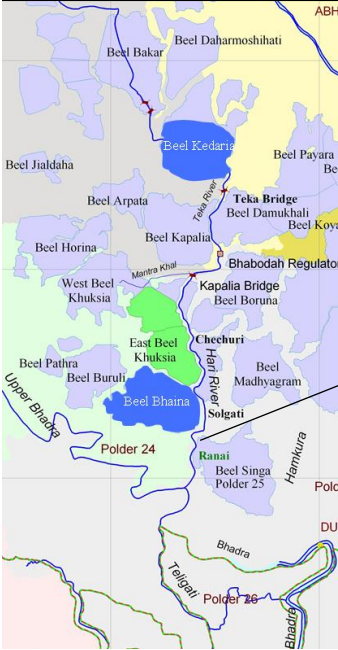 ABH
Beel Daharmoshihati
Beel Bakar
Beel Kedaria
Beel Payara
Be
Beel Jialdaha
Teka River
Teka Bridge
Beel Arpata
Beel Damukhali
Beel Koya
Beel Kapalia
Beel Horina
Bhabodah Regulator
Mantra Khal
West Beel
Khuksia
Kapalia Bridge
Beel Boruna
Chechuri
East Beel
Khuksia
Hari River
Beel Pathra
Beel
Madhyagram
Beel Buruli
Upper Bhadra
Beel Bhaina
Solgati
Polder 24
Ranai
Hamkura
Beel Singa
Polder 25
Polo
DU
Bhadra
Teligati
Polder 26
Bhadra